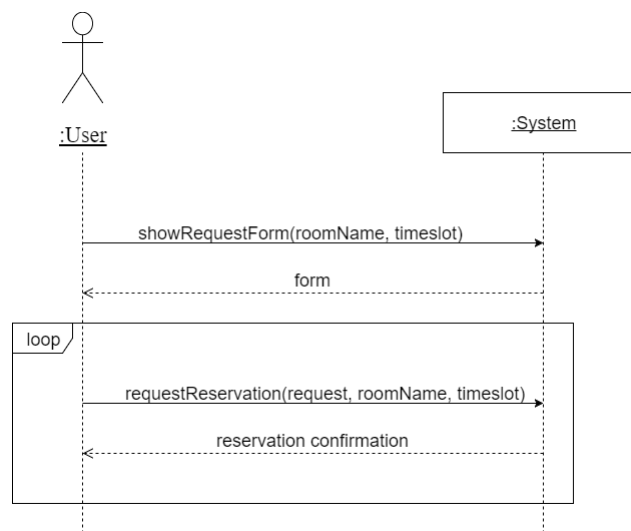 :User
:System
showRequestForm(roomName, timeslot)
form
loop
requestReservation(request, roomName, timeslot)
reservation confirmation